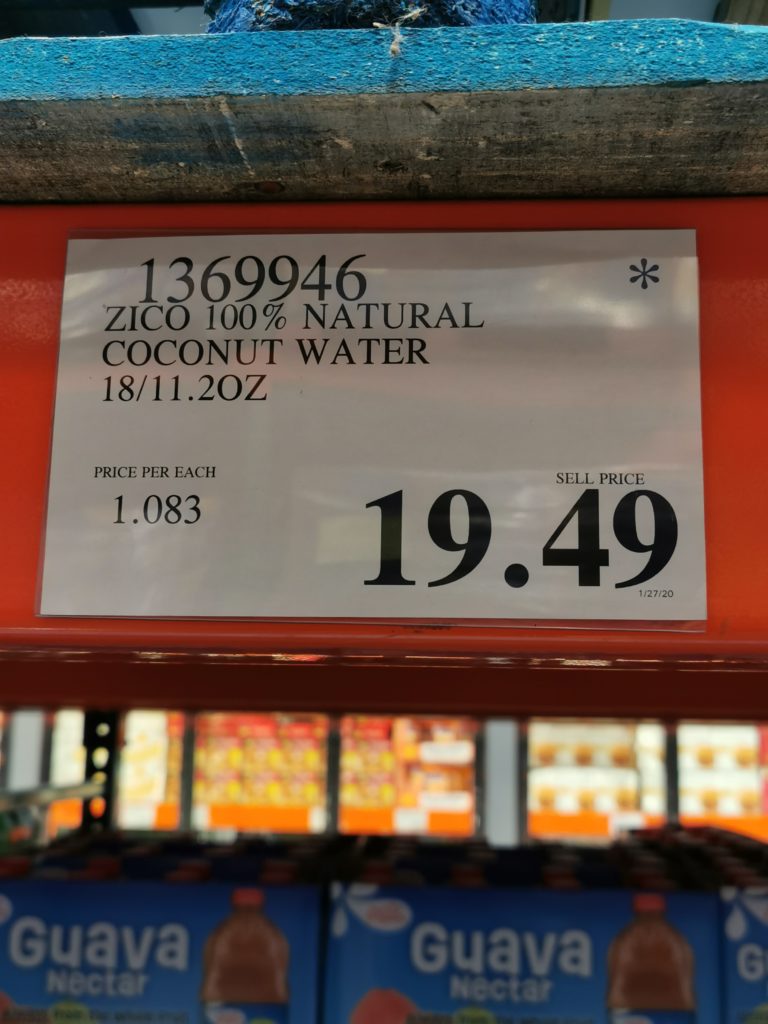 1369946
*
ZICO 100% NATURAL
COCONUT WATER
18/11.2OZ
PRICE PER EACH
1.083
SELL PRICE
19.49
1/27/20
Guava
Nectar
Guava
Nectar